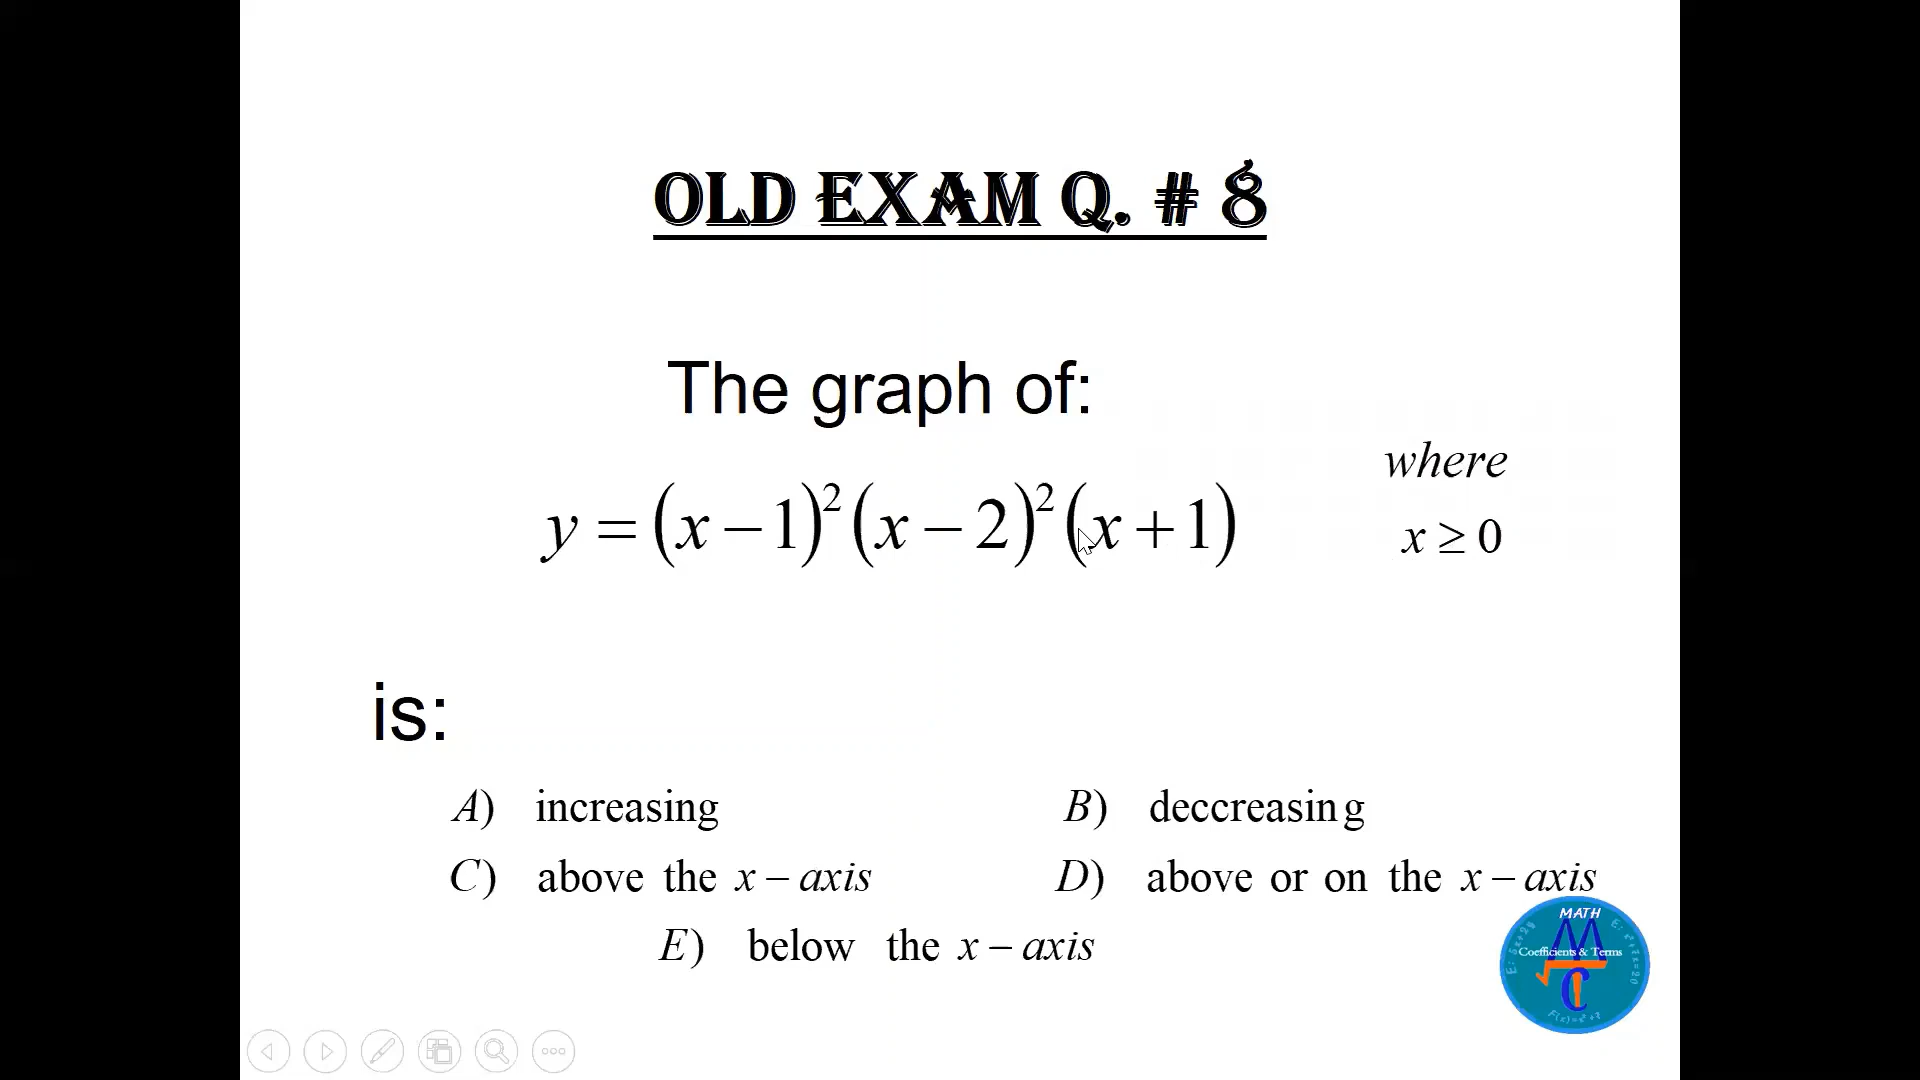 OLD EXAM Q. # 8
The graph of:
where
y = (x − 1)² (x − 2)² (x + 1)
x ≥ 0
is:
A) increasing B) deccreasing
C) above the x − axis D) above or on the x − axis
E) below the x − axis
MATH
Coefficients & Terms